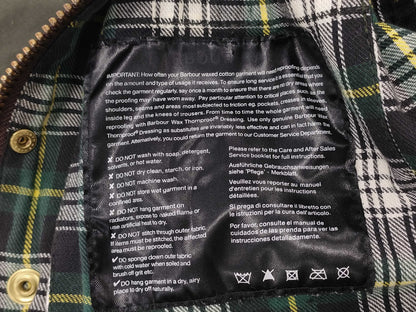 IMPORTANT: How often your Barbour waxed cotton garment will need reproofing depends
on the amount and type of usage it receives. To ensure long service it is essential that you
check the garment regularly, say once a month to ensure that there are no dry areas where
the proofing may have worn away. Pay particular attention to critical places, such as the
shoulders, seams and areas most subjected to friction eg. pockets, creases in sleeves,
inside leg and the knees of trousers. From time to time the whole garment will need
reproofing with Barbour Wax Thornproof® Dressing. Use only genuine Barbour Wax
Thornproof® Dressing as substitutes are invariably less effective and can in fact harm the
garment. Alternatively, you could return the garment to our Customer Service Department.
✘ DO NOT wash with soap, detergent,
steam, or hot water.
✘ DO NOT dry clean, starch, or iron.
✘ DO NOT machine wash.
✘ DO NOT store wet garment in a
confined area.
✘ DO NOT hang garment on
radiators, expose to naked flame or
use artificial heat to dry.
✘ DO NOT stitch through outer fabric.
If items must be stitched, the affected
area must be reproofed.
✔ DO sponge down outer fabric
with cold water when soiled and
brush off grit etc.
✔ DO hang garment in a dry, airy
place to dry off naturally.
Please refer to the Care and After Sales
Service booklet for full instructions.
Ausführliche Gebrauchsanweisungen
siehe "Pflege" - Merkblatt.
Veuillez vous reporter au manuel
d'entretien pour les instructions
détaillées.
Si prega di consultare il libretto con
le istruzioni per la cura dell'articolo.
Por favor, consulte el manual de
cuidados de las prenda para ver las
instrucciones detalladas.